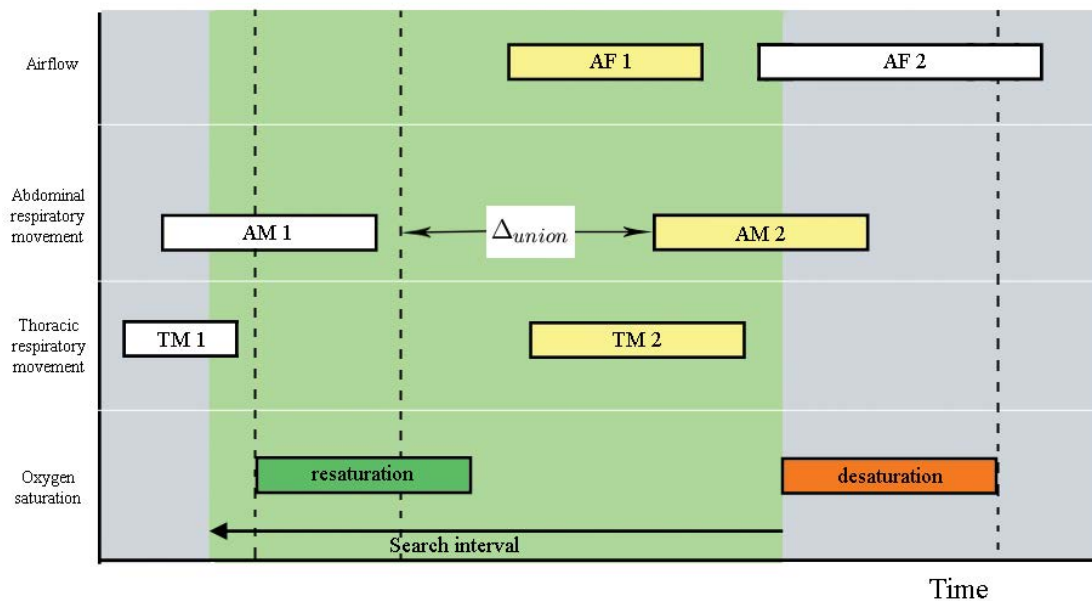 Airflow
AF 1
AF 2
Abdominal
respiratory
movement
AM 1
Δunion
AM 2
Thoracic
respiratory
movement
TM 1
TM 2
Oxygen
saturation
resaturation
desaturation
Search interval
Time